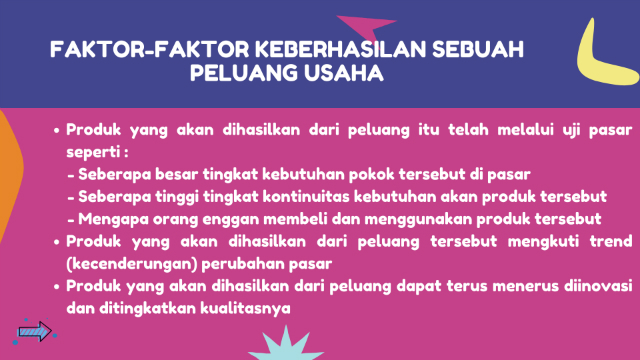 FAKTOR-FAKTOR KEBERHASILAN SEBUAH
PELUANG USAHA
• Produk yang akan dihasilkan dari peluang itu telah melalui uji pasar
seperti :
- Seberapa besar tingkat kebutuhan pokok tersebut di pasar
- Seberapa tinggi tingkat kontinuitas kebutuhan akan produk tersebut
- Mengapa orang enggan membeli dan menggunakan produk tersebut
• Produk yang akan dihasilkan dari peluang tersebut mengkuti trend
(kecenderungan) perubahan pasar
• Produk yang akan dihasilkan dari peluang dapat terus menerus diinovasi
dan ditingkatkan kualitasnya